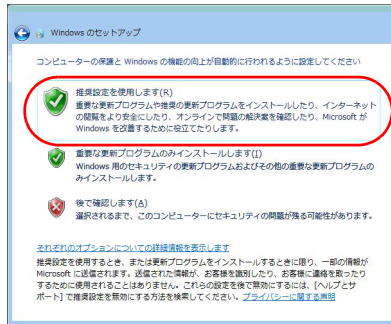 Windows のセットアップ
コンピューターの保護と Windows の機能の向上が自動的に行われるように設定してください
推奨設定を使用します(R)
重要な更新プログラムや推奨の更新プログラムをインストールしたり、インターネット
の閲覧をより安全にしたり、オンラインで問題の解決策を確認したり、Microsoft が
Windows を改善するために役立てたりします。
重要な更新プログラムのみインストールします(I)
Windows 用のセキュリティの更新プログラムおよびその他の重要な更新プログラムの
みインストールします。
後で確認します(A)
選択されるまで、このコンピューターにセキュリティの問題が残る可能性があります。
それぞれのオプションについての詳細情報を表示します
推奨設定を使用するとき、または更新プログラムをインストールするときに限り、一部の情報が
Microsoft に送信されます。送信された情報が、お客様を識別したり、お客様に連絡を取ったり
するために使用されることはありません。これらの設定を後で無効にするには、[ヘルプとサ
ポート] で推奨設定を無効にする方法を検索してください。プライバシーに関する声明